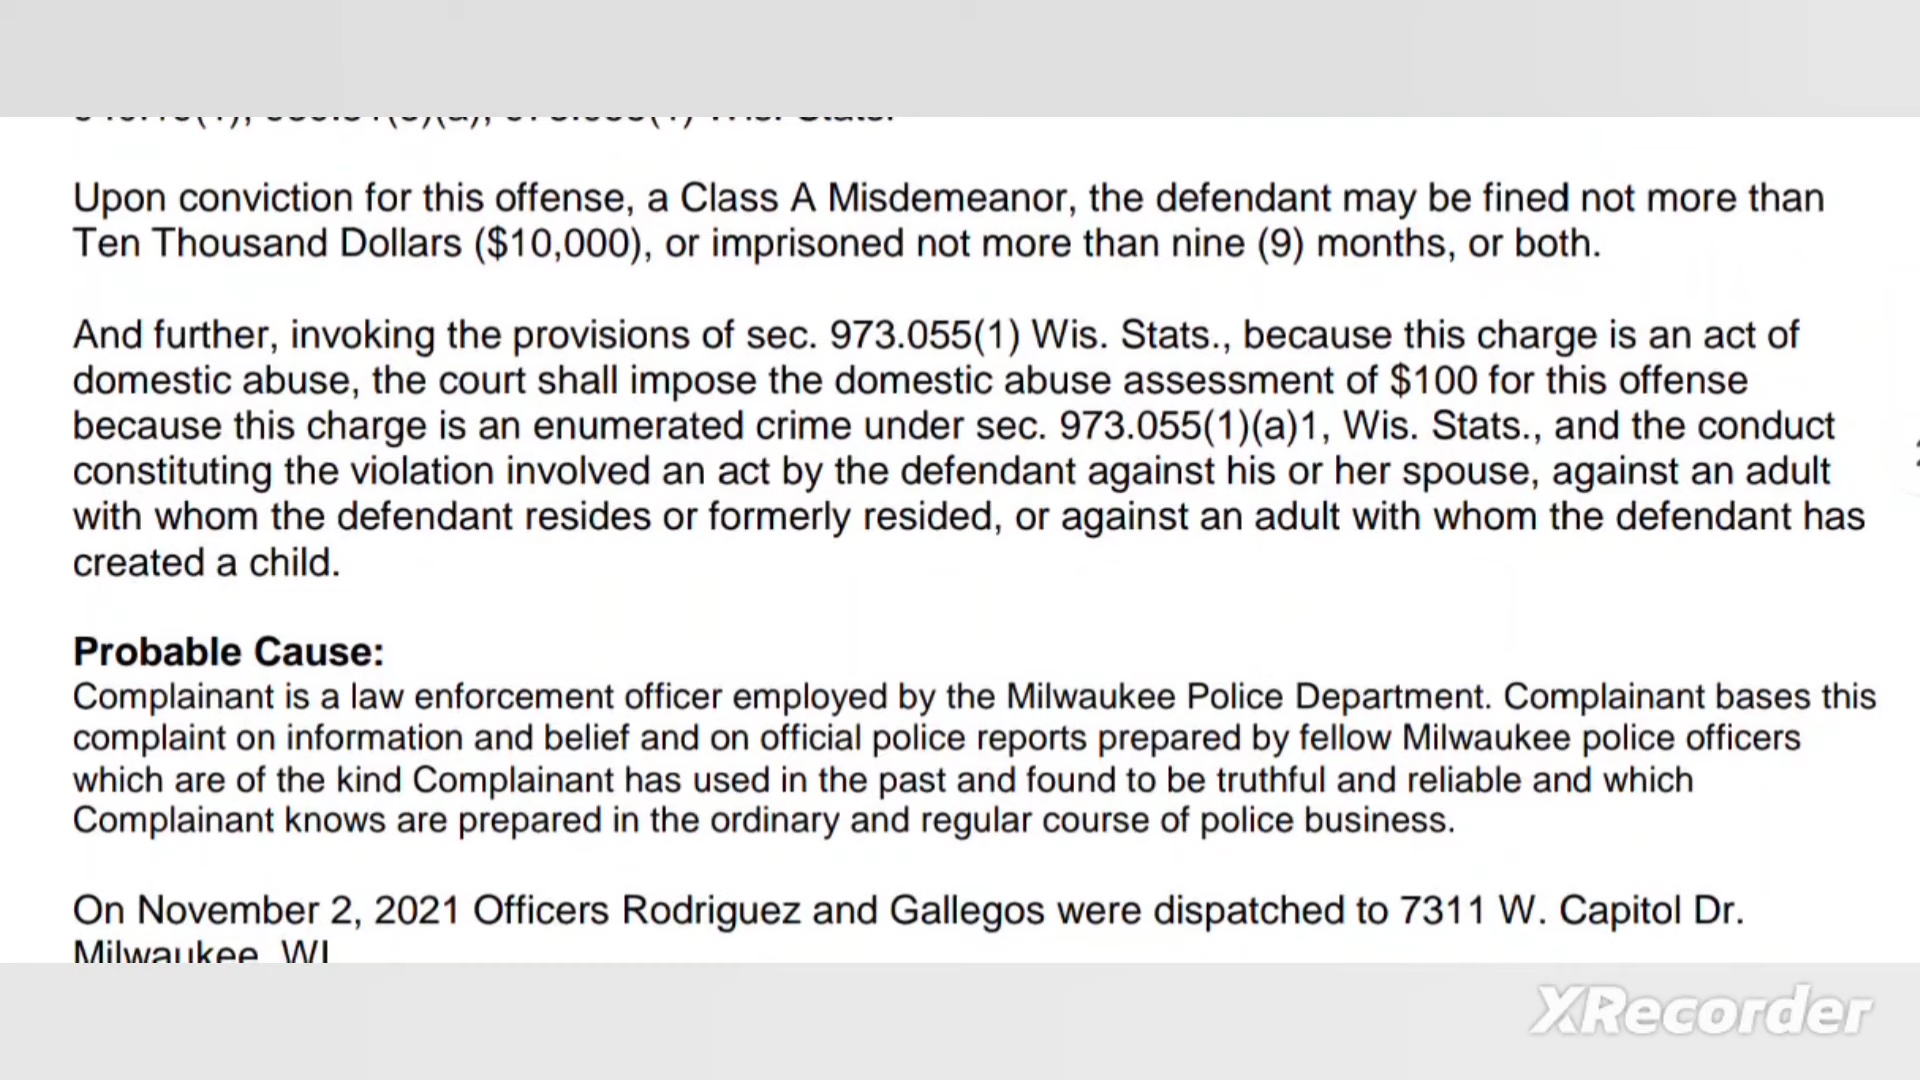 Upon conviction for this offense, a Class A Misdemeanor, the defendant may be fined not more than
Ten Thousand Dollars ($10,000), or imprisoned not more than nine (9) months, or both.
And further, invoking the provisions of sec. 973.055(1) Wis. Stats., because this charge is an act of
domestic abuse, the court shall impose the domestic abuse assessment of $100 for this offense
because this charge is an enumerated crime under sec. 973.055(1)(a)1, Wis. Stats., and the conduct
constituting the violation involved an act by the defendant against his or her spouse, against an adult
with whom the defendant resides or formerly resided, or against an adult with whom the defendant has
created a child.
Probable Cause:
Complainant is a law enforcement officer employed by the Milwaukee Police Department. Complainant bases this
complaint on information and belief and on official police reports prepared by fellow Milwaukee police officers
which are of the kind Complainant has used in the past and found to be truthful and reliable and which
Complainant knows are prepared in the ordinary and regular course of police business.
On November 2, 2021 Officers Rodriguez and Gallegos were dispatched to 7311 W. Capitol Dr.
Milwaukee, WI
XRecorder